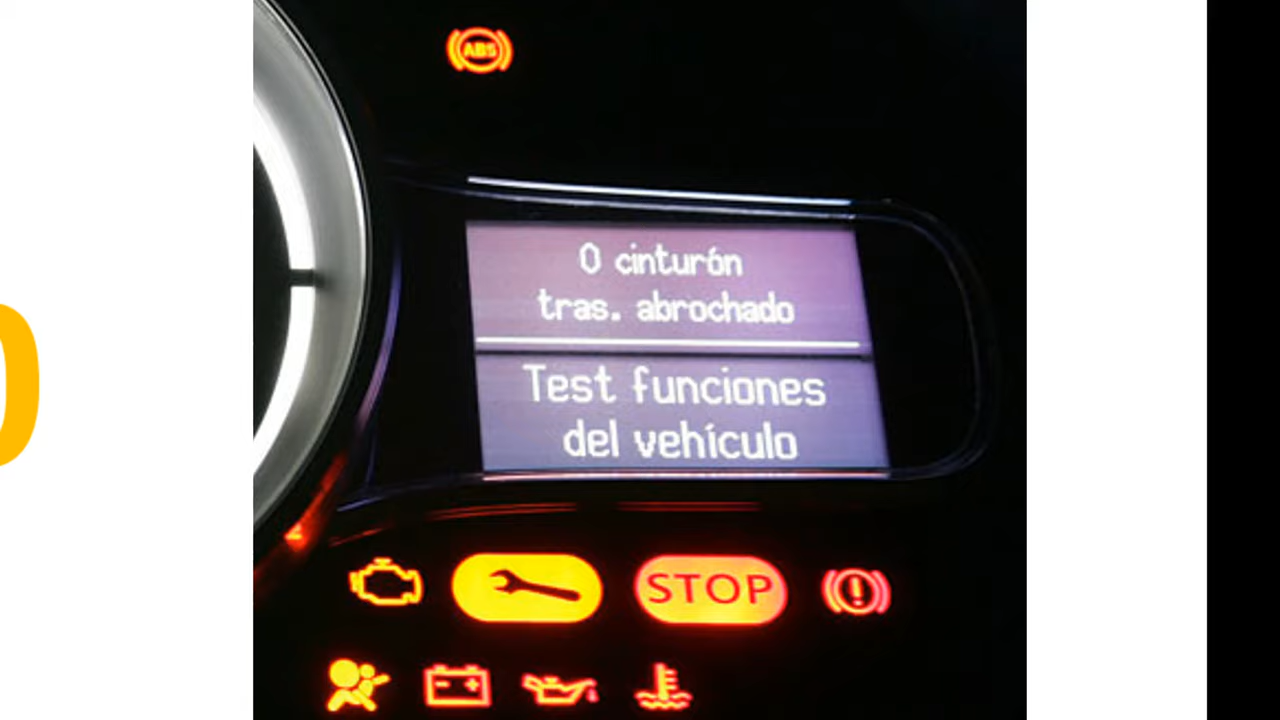 ABS
0 cinturón
tras. abrochado
Test funciones
del vehículo
STOP